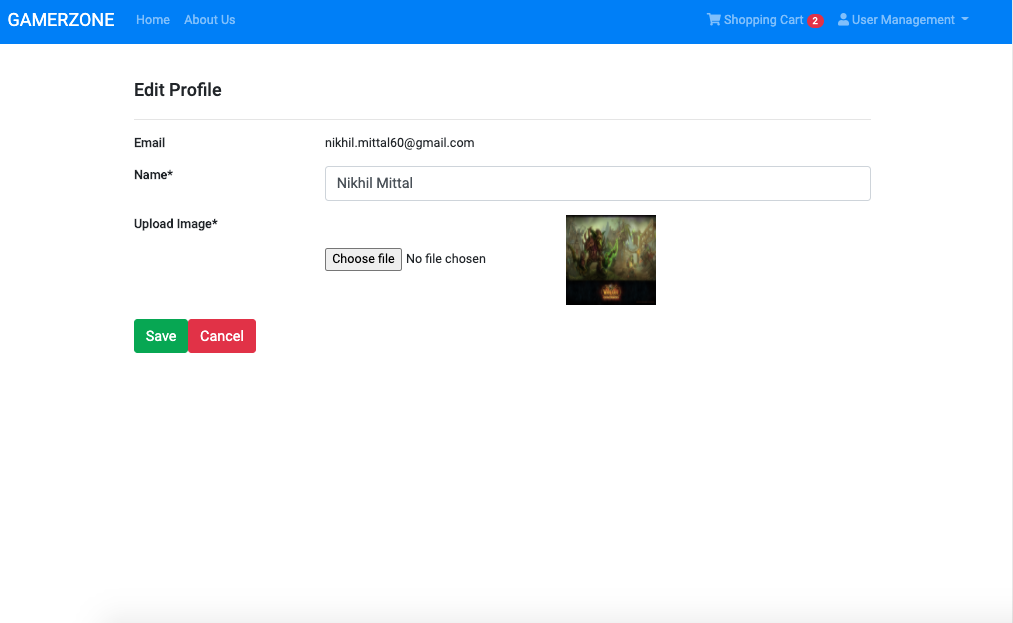 GAMERZONE Home About Us Shopping Cart 2 User Management
Edit Profile
Email nikhil.mittal60@gmail.com
Name* Nikhil Mittal
Upload Image*
Choose file No file chosen
Save Cancel